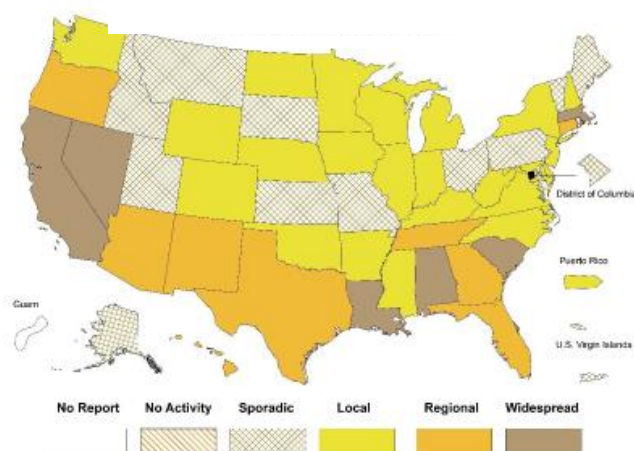 District of Columbia
Puerto Rico
Guam
U.S. Virgin Islands
No Report No Activity Sporadic Local Regional Widespread